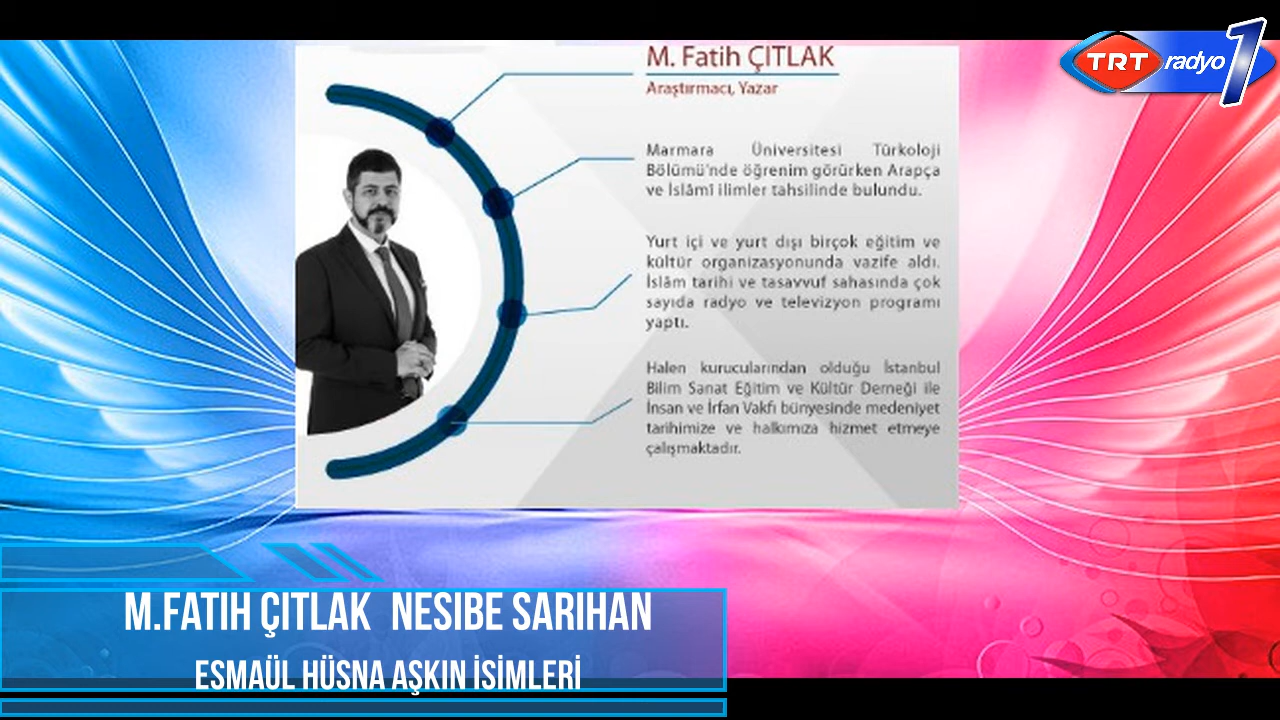 TRT radyo 1
M. Fatih ÇITLAK
Araştırmacı, Yazar
Marmara Üniversitesi Türkoloji
Bölümü'nde öğrenim görürken Arapça
ve İslâmî ilimler tahsilinde bulundu.
Yurt içi ve yurt dışı birçok eğitim ve
kültür organizasyonunda vazife aldı.
İslâm tarihi ve tasavvuf sahasında çok
sayıda radyo ve televizyon programı
yaptı.
Halen kurucularından olduğu İstanbul
Bilim Sanat Eğitim ve Kültür Derneği ile
İnsan ve İrfan Vakfı bünyesinde medeniyet
tarihimize ve halkımıza hizmet etmeye
çalışmaktadır.
M.FATIH ÇITLAK NESIBE SARIHAN
ESMAÜL HÜSNA AŞKIN İSİMLERİ